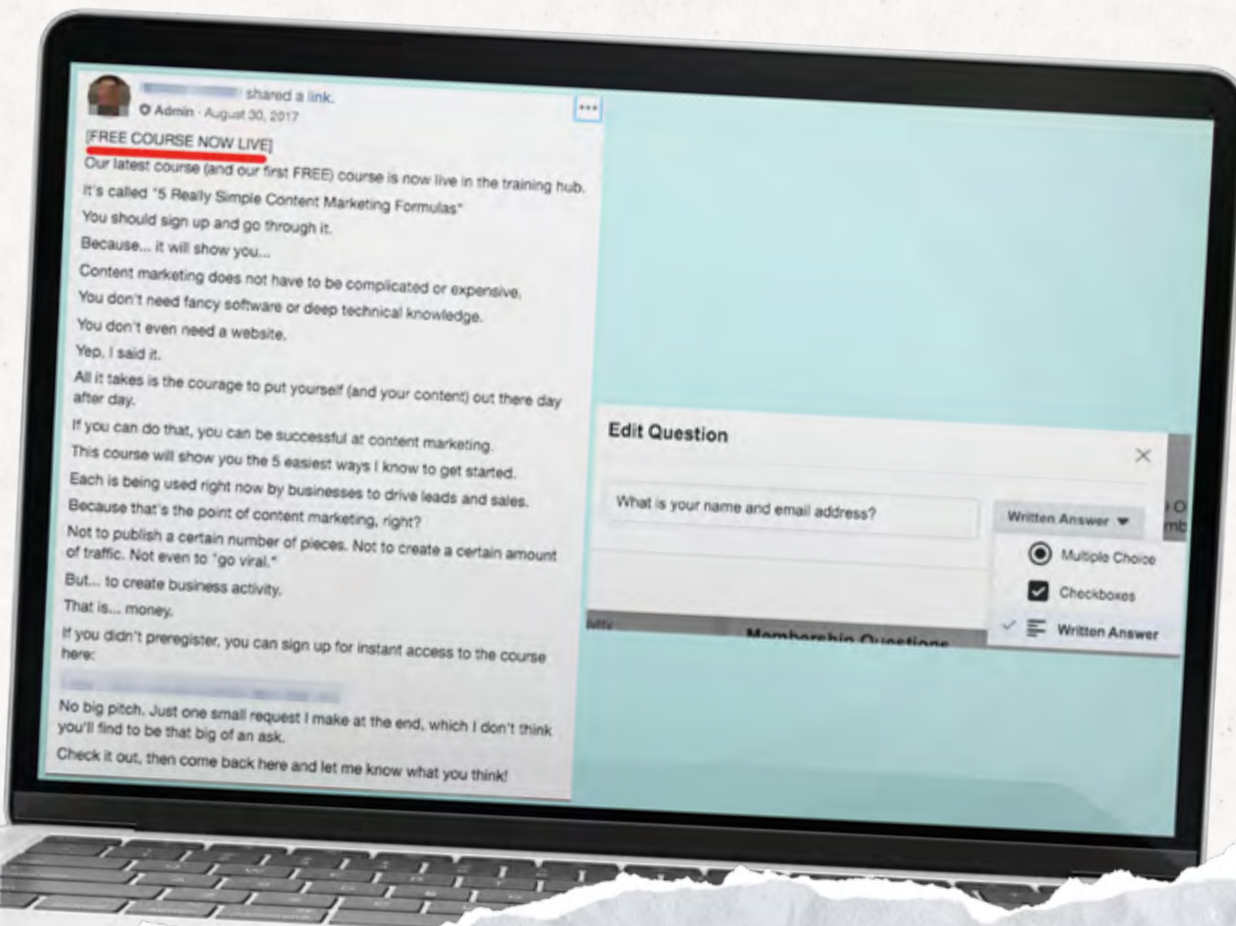 shared a link.
Admin · August 30, 2017
[FREE COURSE NOW LIVE]
Our latest course (and our first FREE) course is now live in the training hub.
It's called "5 Really Simple Content Marketing Formulas"
You should sign up and go through it.
Because... it will show you...
Content marketing does not have to be complicated or expensive.
You don't need fancy software or deep technical knowledge.
You don't even need a website.
Yep, I said it.
All it takes is the courage to put yourself (and your content) out there day
after day.
If you can do that, you can be successful at content marketing.
This course will show you the 5 easiest ways I know to get started.
Each is being used right now by businesses to drive leads and sales.
Because that's the point of content marketing, right?
Not to publish a certain number of pieces. Not to create a certain amount
of traffic. Not even to "go viral."
But... to create business activity.
That is... money.
If you didn't preregister, you can sign up for instant access to the course
here:
No big pitch. Just one small request I make at the end, which I don't think
you'll find to be that big of an ask.
Check it out, then come back here and let me know what you think!
Edit Question
What is your name and email address?
Written Answer
Multiple Choice
Checkboxes
Written Answer
Membership Questions